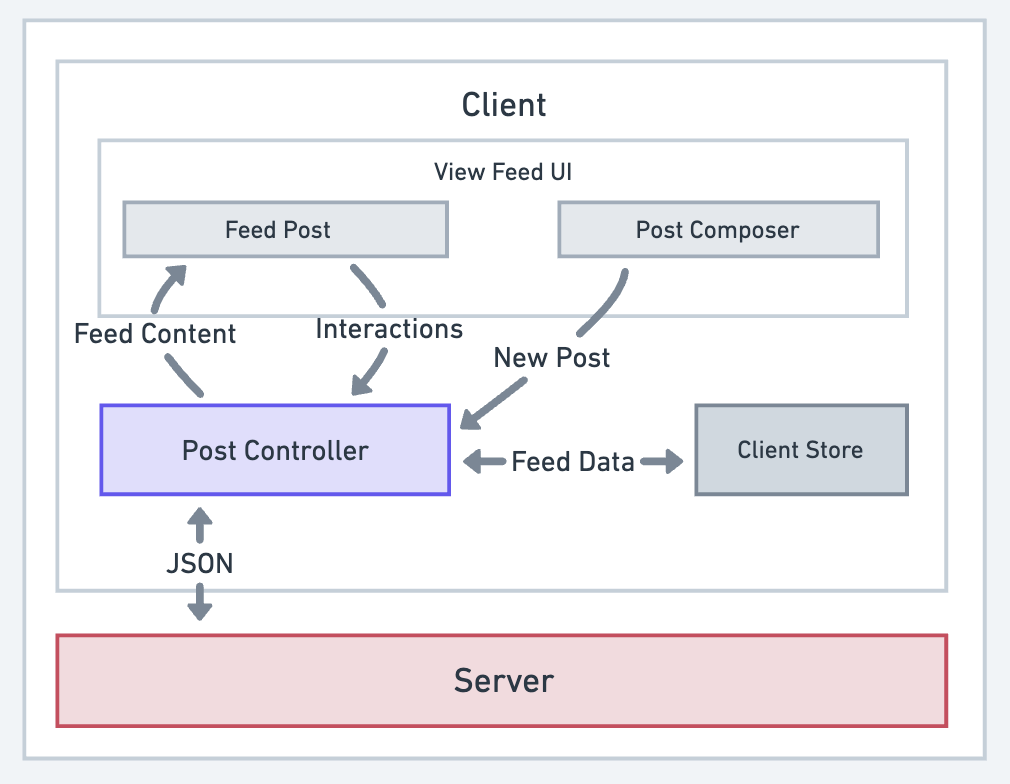 Client
View Feed UI
Feed Post
Post Composer
Feed Content
Interactions
New Post
Post Controller
Feed Data
Client Store
JSON
Server